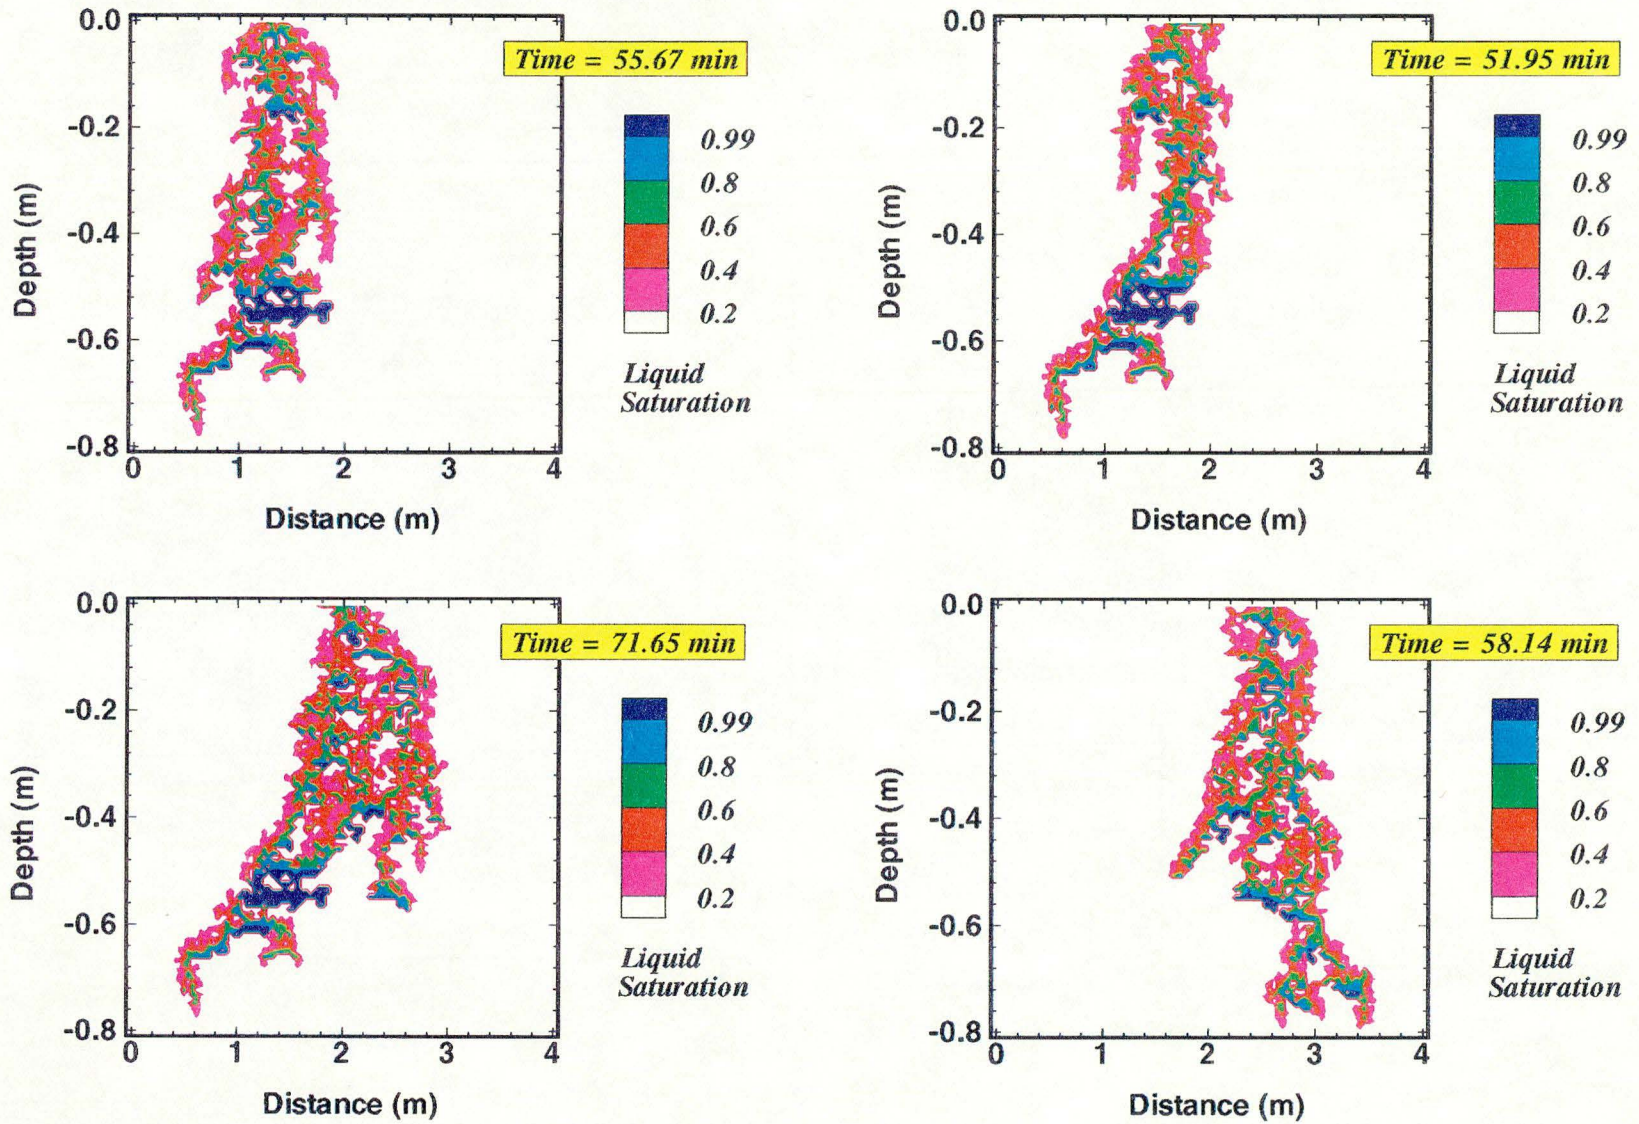 0.0
Time = 55.67 min
-0.2
-0.4
-0.6
-0.8
Depth (m)
0 1 2 3 4
Distance (m)
0.99
0.8
0.6
0.4
0.2
Liquid
Saturation
0.0
Time = 51.95 min
-0.2
-0.4
-0.6
-0.8
Depth (m)
0 1 2 3 4
Distance (m)
0.99
0.8
0.6
0.4
0.2
Liquid
Saturation
0.0
Time = 71.65 min
-0.2
-0.4
-0.6
-0.8
Depth (m)
0 1 2 3 4
Distance (m)
0.99
0.8
0.6
0.4
0.2
Liquid
Saturation
0.0
Time = 58.14 min
-0.2
-0.4
-0.6
-0.8
Depth (m)
0 1 2 3 4
Distance (m)
0.99
0.8
0.6
0.4
0.2
Liquid
Saturation